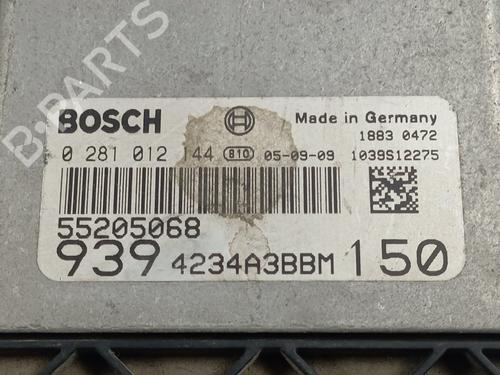 B-PARTS
BOSCH
Made in Germany
1883 0472
0 281 012 144 B10 05-09-09 1039S12275
55205068
939 4234A3BBM 150